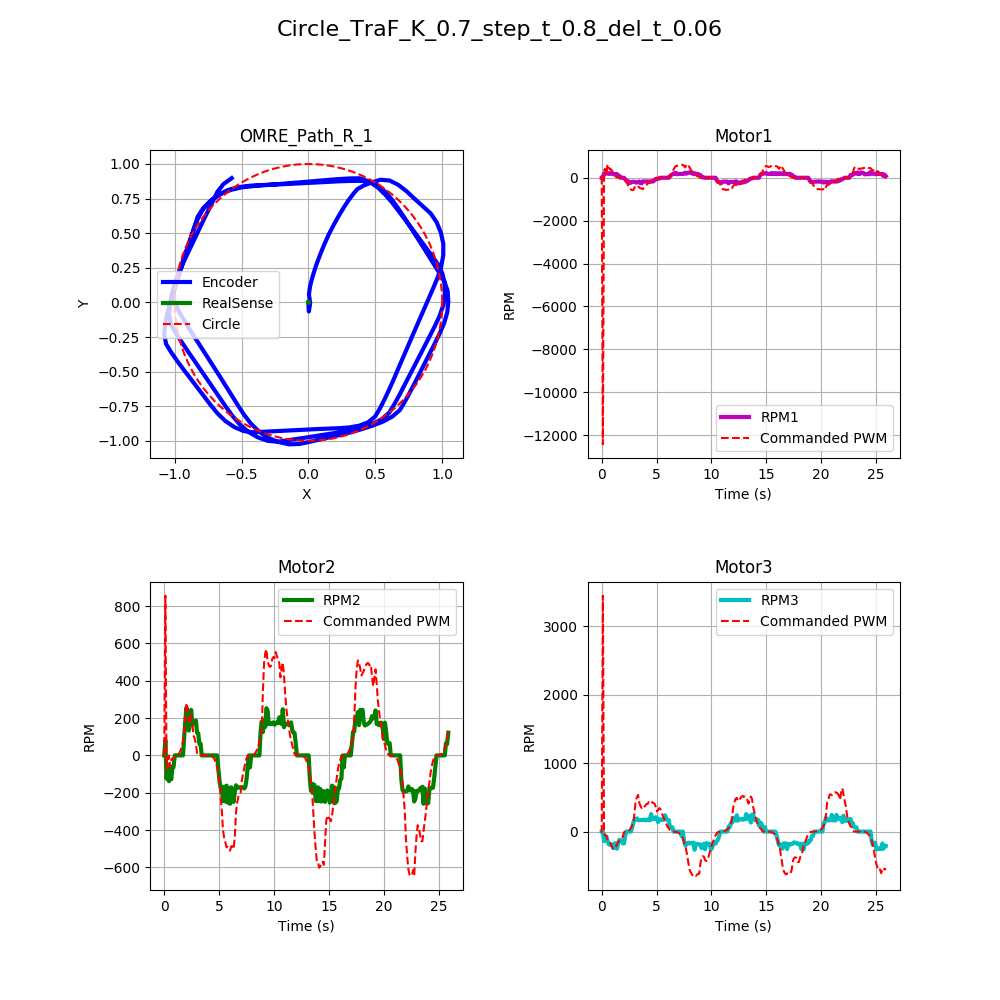 Circle_TraF_K_0.7_step_t_0.8_del_t_0.06
OMRE_Path_R_1
1.00
0.75
0.50
0.25
0.00
−0.25
−0.50
−0.75
−1.00
Y
Encoder
RealSense
Circle
−1.0
−0.5
0.0
0.5
1.0
X
Motor1
0
−2000
−4000
−6000
−8000
−10000
−12000
RPM
RPM1
Commanded PWM
0
5
10
15
20
25
Time (s)
Motor2
800
600
400
200
0
−200
−400
−600
RPM
RPM2
Commanded PWM
0
5
10
15
20
25
Time (s)
Motor3
3000
2000
1000
0
RPM
RPM3
Commanded PWM
0
5
10
15
20
25
Time (s)